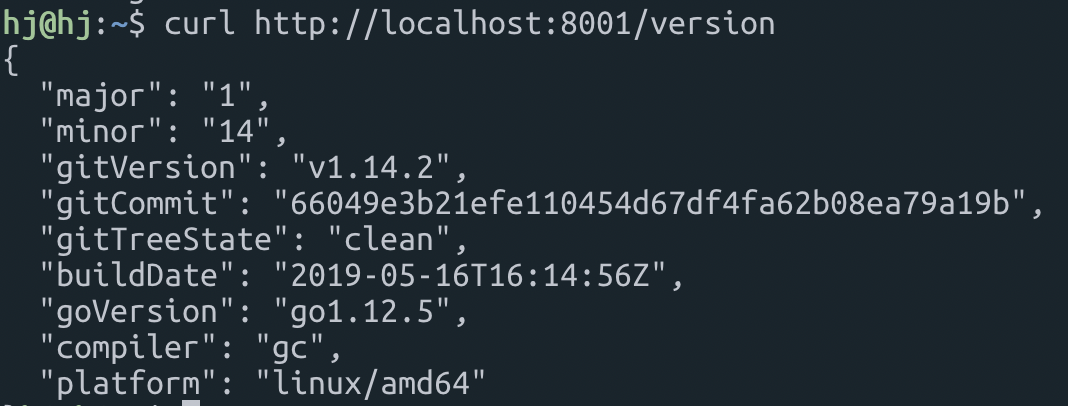 hj@hj:~$ curl http://localhost:8001/version
{
  "major": "1",
  "minor": "14",
  "gitVersion": "v1.14.2",
  "gitCommit": "66049e3b21efe110454d67df4fa62b08ea79a19b",
  "gitTreeState": "clean",
  "buildDate": "2019-05-16T16:14:56Z",
  "goVersion": "go1.12.5",
  "compiler": "gc",
  "platform": "linux/amd64"